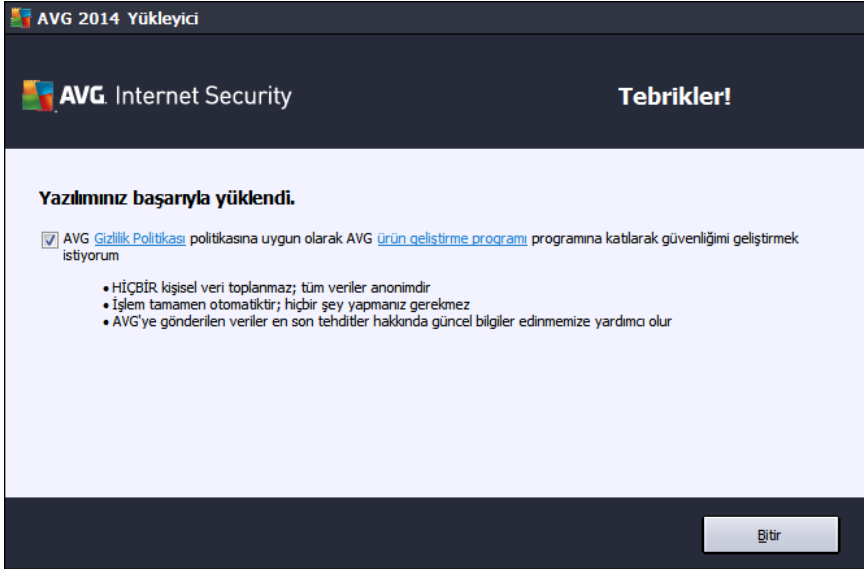 AVG 2014 Yükleyici
AVG. Internet Security
Tebrikler!
Yazılımınız başarıyla yüklendi.
AVG Gizlilik Politikası politikasına uygun olarak AVG ürün geliştirme programı programına katılarak güvenliğimi geliştirmek
istiyorum
• HİÇBİR kişisel veri toplanmaz; tüm veriler anonimdir
• İşlem tamamen otomatiktir; hiçbir şey yapmanız gerekmez
• AVG'ye gönderilen veriler en son tehditler hakkında güncel bilgiler edinmemize yardımcı olur
Bitir